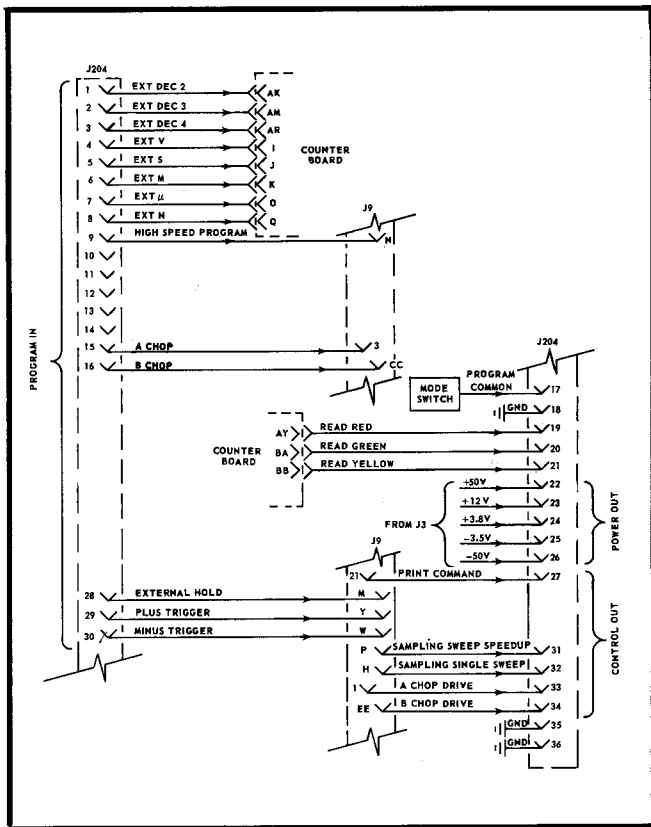 J204
PROGRAM IN
1 EXT DEC 2 AK
2 EXT DEC 3 AM
3 EXT DEC 4 AR
4 EXT V I
5 EXT S J
6 EXT M K
7 EXT μ O
8 EXT N Q
COUNTER BOARD
J9
9 HIGH SPEED PROGRAM N
10
11
12
13
14
15 A CHOP 3
16 B CHOP CC
J204
MODE SWITCH PROGRAM COMMON 17
GND 18
COUNTER BOARD
AY READ RED 19
BA READ GREEN 20
BB READ YELLOW 21
FROM J3
+50V 22
+12 V 23
+3.8V 24
-3.5V 25
-50V 26
POWER OUT
J9
21 PRINT COMMAND 27
28 EXTERNAL HOLD M
29 PLUS TRIGGER Y
30 MINUS TRIGGER W
P SAMPLING SWEEP SPEEDUP 31
H SAMPLING SINGLE SWEEP 32
1 A CHOP DRIVE 33
EE B CHOP DRIVE 34
CONTROL OUT
GND 35
GND 36